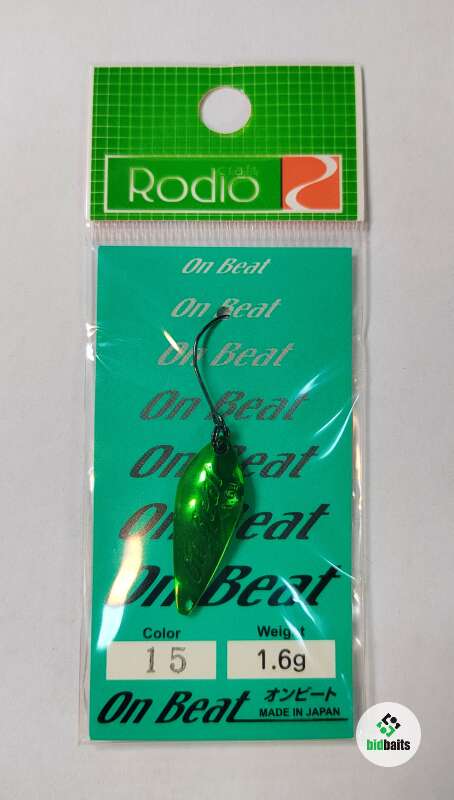 craft
Rodio
On Beat
On Beat
On Beat
On Beat
On Beat
On Beat
On Beat
Color
Weight
15
1.6g
On Beat
オンビート
MADE IN JAPAN
bidbaits